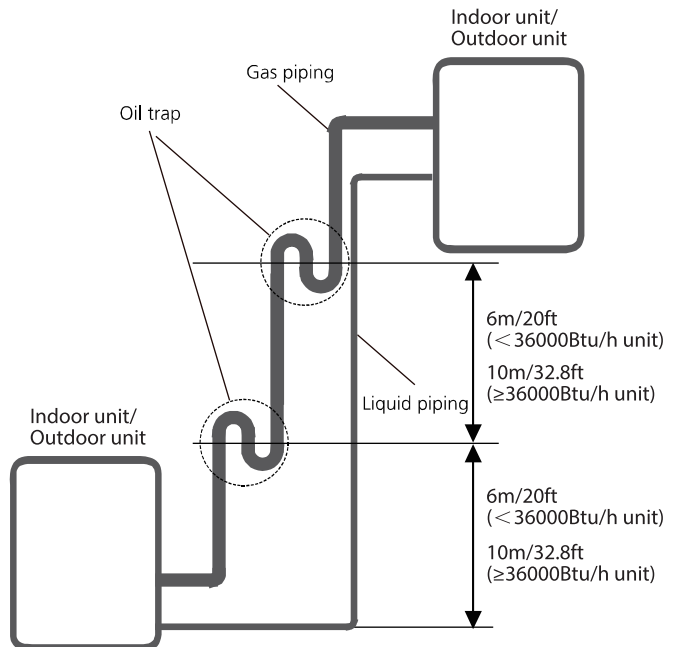 Indoor unit/
Outdoor unit
Gas piping
Oil trap
6m/20ft
(<36000Btu/h unit)
10m/32.8ft
(≥36000Btu/h unit)
Liquid piping
Indoor unit/
Outdoor unit
6m/20ft
(<36000Btu/h unit)
10m/32.8ft
(≥36000Btu/h unit)